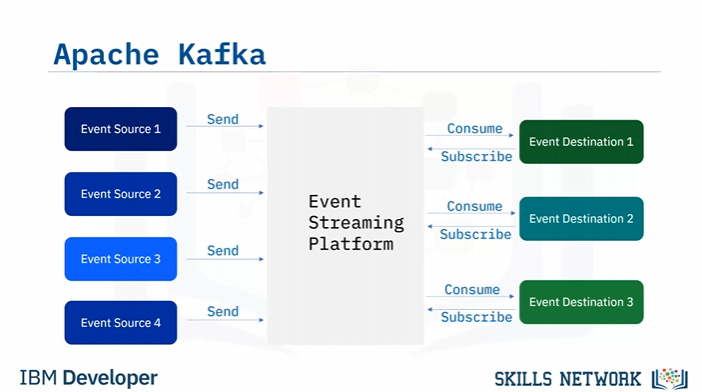 Apache Kafka
Event Source 1
Send
Event Source 2
Send
Event Source 3
Send
Event Source 4
Send
Event
Streaming
Platform
Consume
Subscribe
Event Destination 1
Consume
Subscribe
Event Destination 2
Consume
Subscribe
Event Destination 3
IBM Developer
SKILLS NETWORK